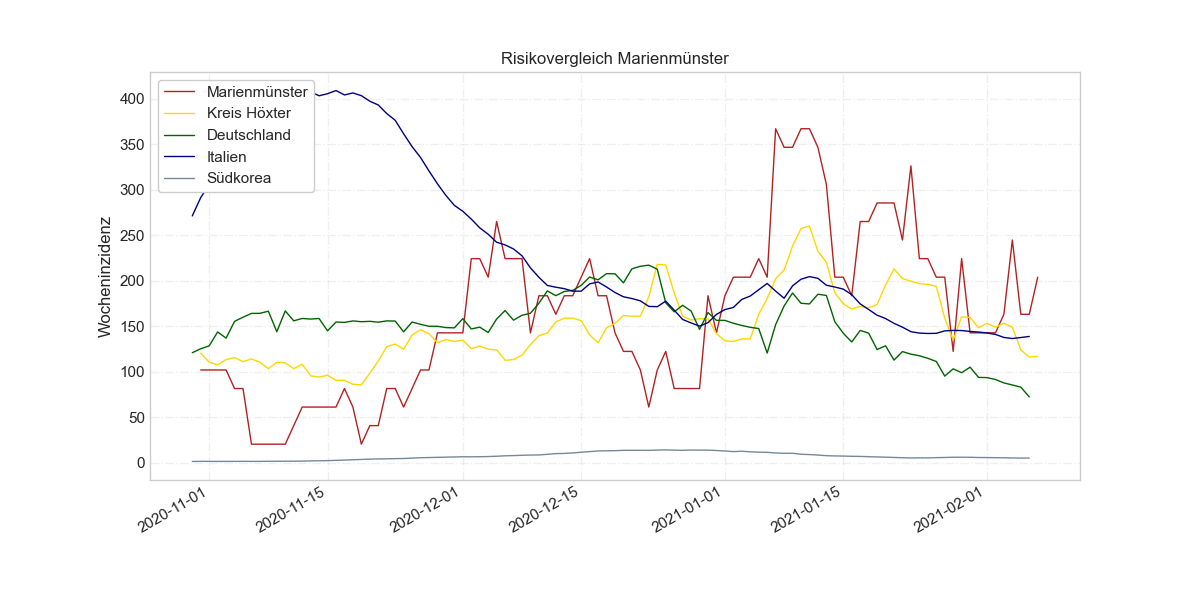 Risikovergleich Marienmünster
Marienmünster
Kreis Höxter
Deutschland
Italien
Südkorea
Wocheninzidenz
400
350
300
250
200
150
100
50
0
2020-11-01
2020-11-15
2020-12-01
2020-12-15
2021-01-01
2021-01-15
2021-02-01